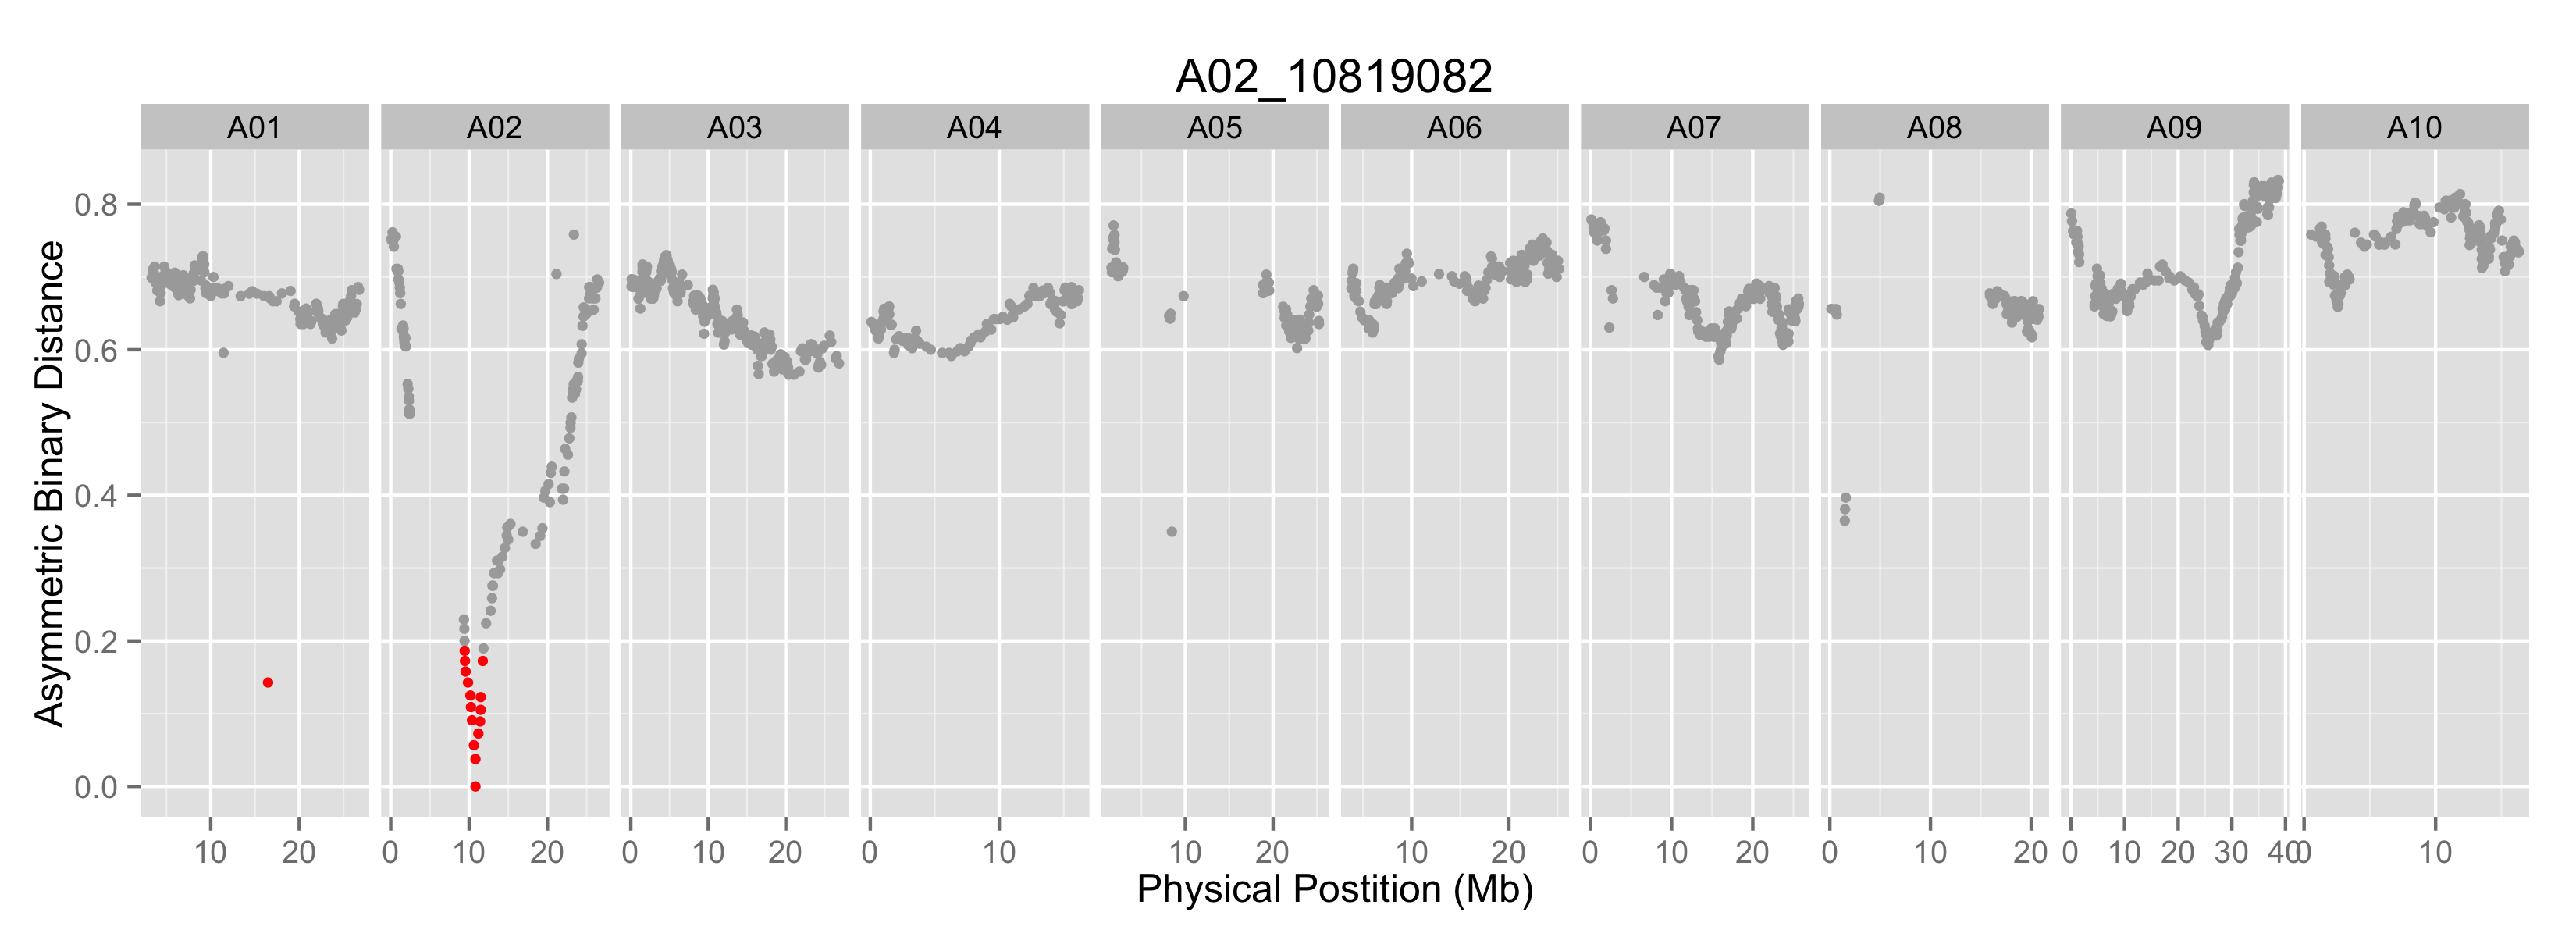 A02_10819082
A01 A02 A03 A04 A05 A06 A07 A08 A09 A10
Asymmetric Binary Distance
0.8
0.6
0.4
0.2
0.0
10 20 0 10 20 0 10 20 0 10 10 20 10 20 0 10 20 0 10 20 0 10 20 30 40 0 10
Physical Postition (Mb)